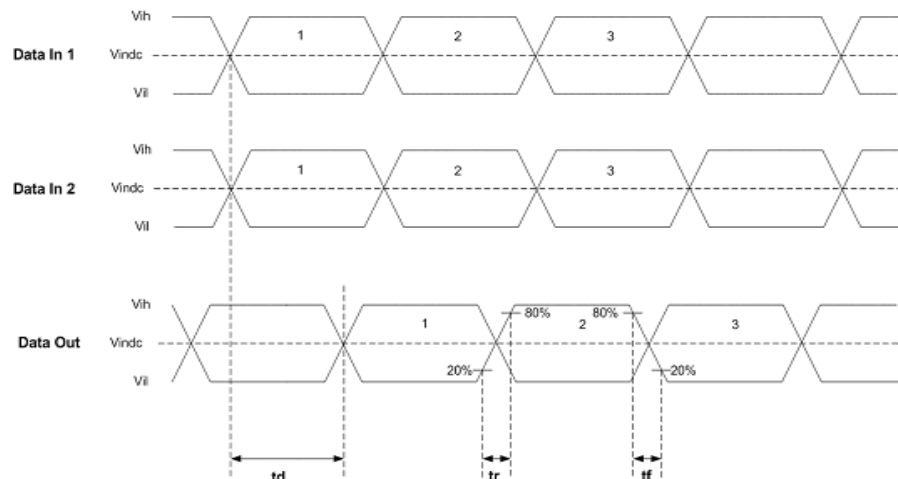 Vih
1 2 3
Data In 1 Vindc
Vil
Vih
1 2 3
Data In 2 Vindc
Vil
Vih
80% 80%
1 2 3
Data Out Vindc
20% 20%
Vil
td tr tf